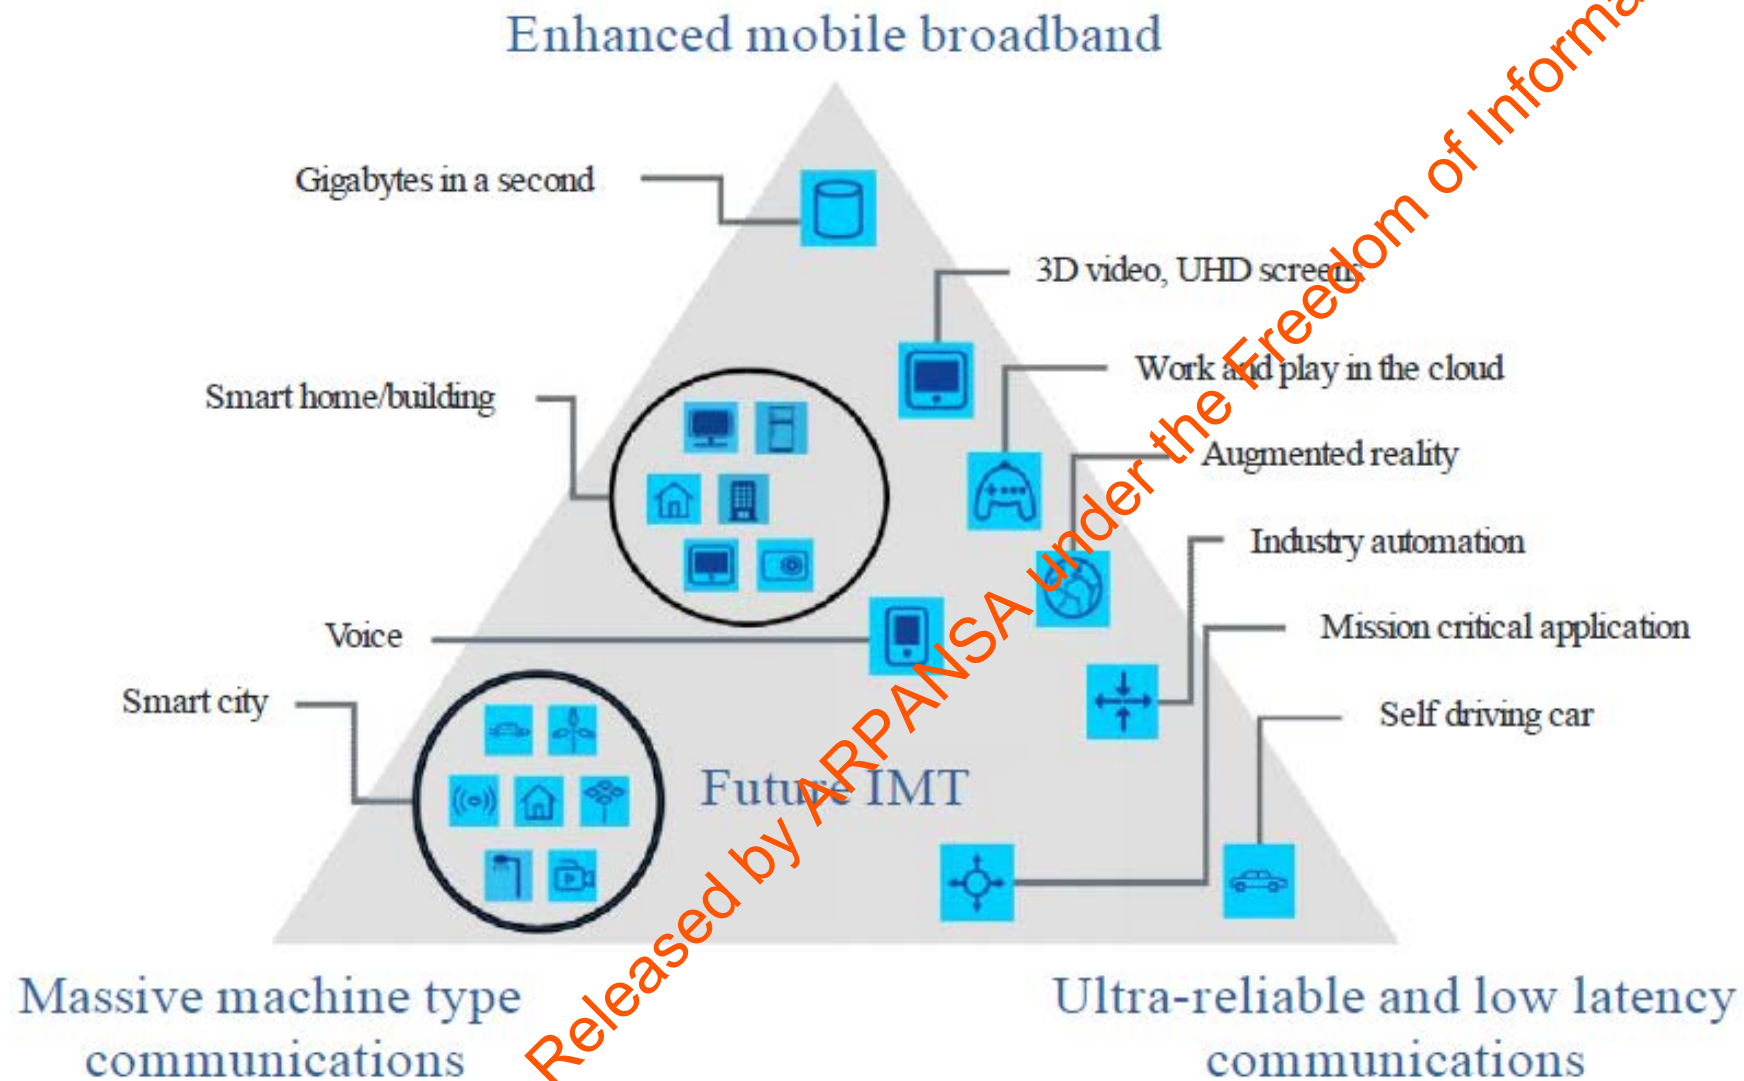 Enhanced mobile broadband
Gigabytes in a second
3D video, UHD screens
Work and play in the cloud
Smart home/building
Augmented reality
Industry automation
Voice
Mission critical application
Smart city
Self driving car
Future IMT
Massive machine type
communications
Ultra-reliable and low latency
communications
Released by ARPANSA under the Freedom of